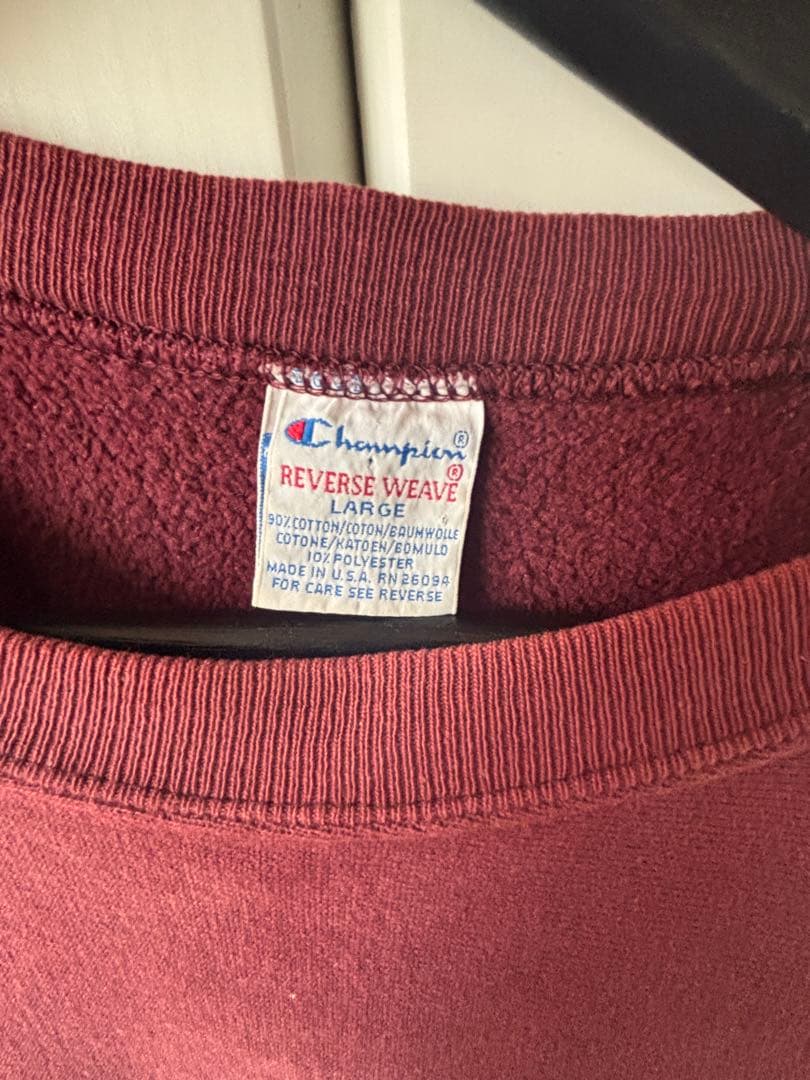 Champion®
REVERSE WEAVE®
LARGE
90% COTTON/COTON/BAUMWOLLE
COTONE/KATOEN/BOMULD
10% POLYESTER
MADE IN U.S.A. RN 26094
FOR CARE SEE REVERSE